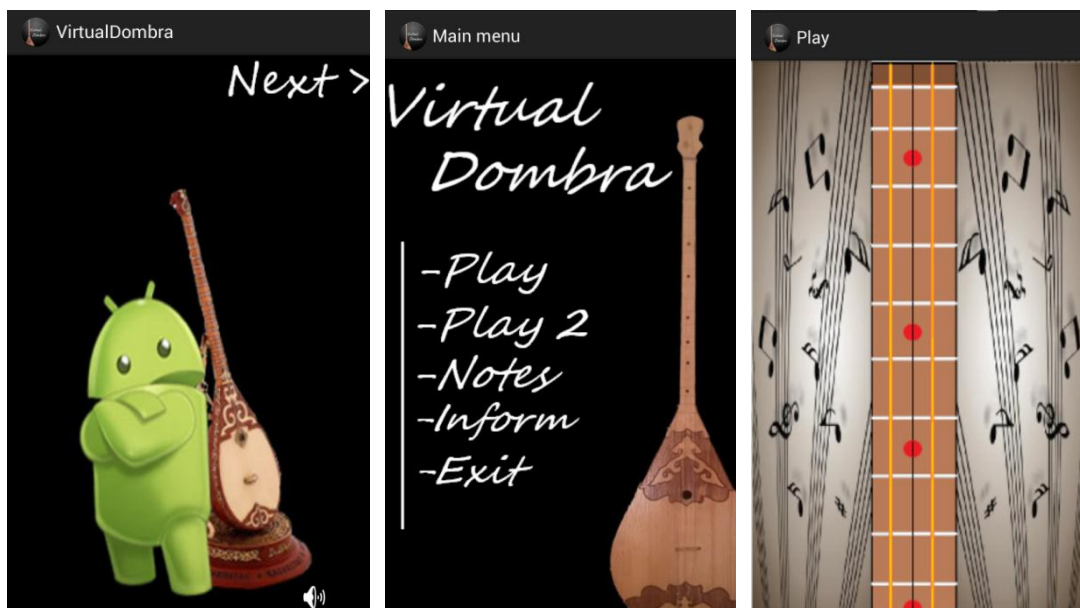 VirtualDombra
Next >
Main menu
Virtual
Dombra
-Play
-Play 2
-Notes
-Inform
-Exit
Play